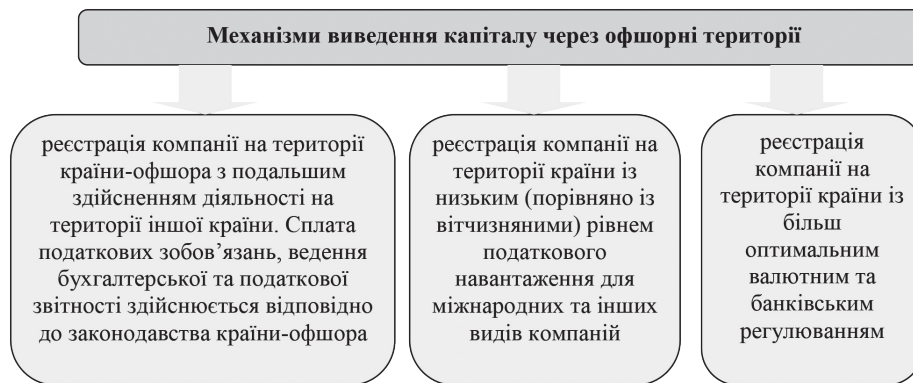 Механізми виведення капіталу через офшорні території
реєстрація компанії на території
країни-офшора з подальшим
здійсненням діяльності на
території іншої країни. Сплата
податкових зобов’язань, ведення
бухгалтерської та податкової
звітності здійснюється відповідно
до законодавства країни-офшора
реєстрація компанії на
території країни із
низьким (порівняно із
вітчизняними) рівнем
податкового
навантаження для
міжнародних та інших
видів компаній
реєстрація
компанії на
території країни із
більш
оптимальним
валютним та
банківським
регулюванням